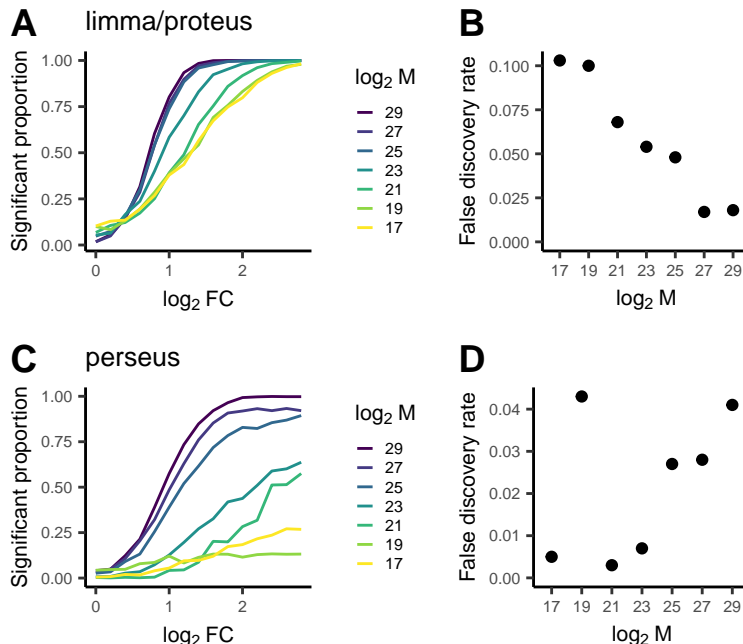 A limma/proteus
Significant proportion
1.00
0.75
0.50
0.25
0.00
0 1 2
log2 FC
log2 M
29
27
25
23
21
19
17
B
False discovery rate
0.100
0.075
0.050
0.025
0.000
17 19 21 23 25 27 29
log2 M
C perseus
Significant proportion
1.00
0.75
0.50
0.25
0.00
0 1 2
log2 FC
log2 M
29
27
25
23
21
19
17
D
False discovery rate
0.04
0.03
0.02
0.01
0.00
17 19 21 23 25 27 29
log2 M